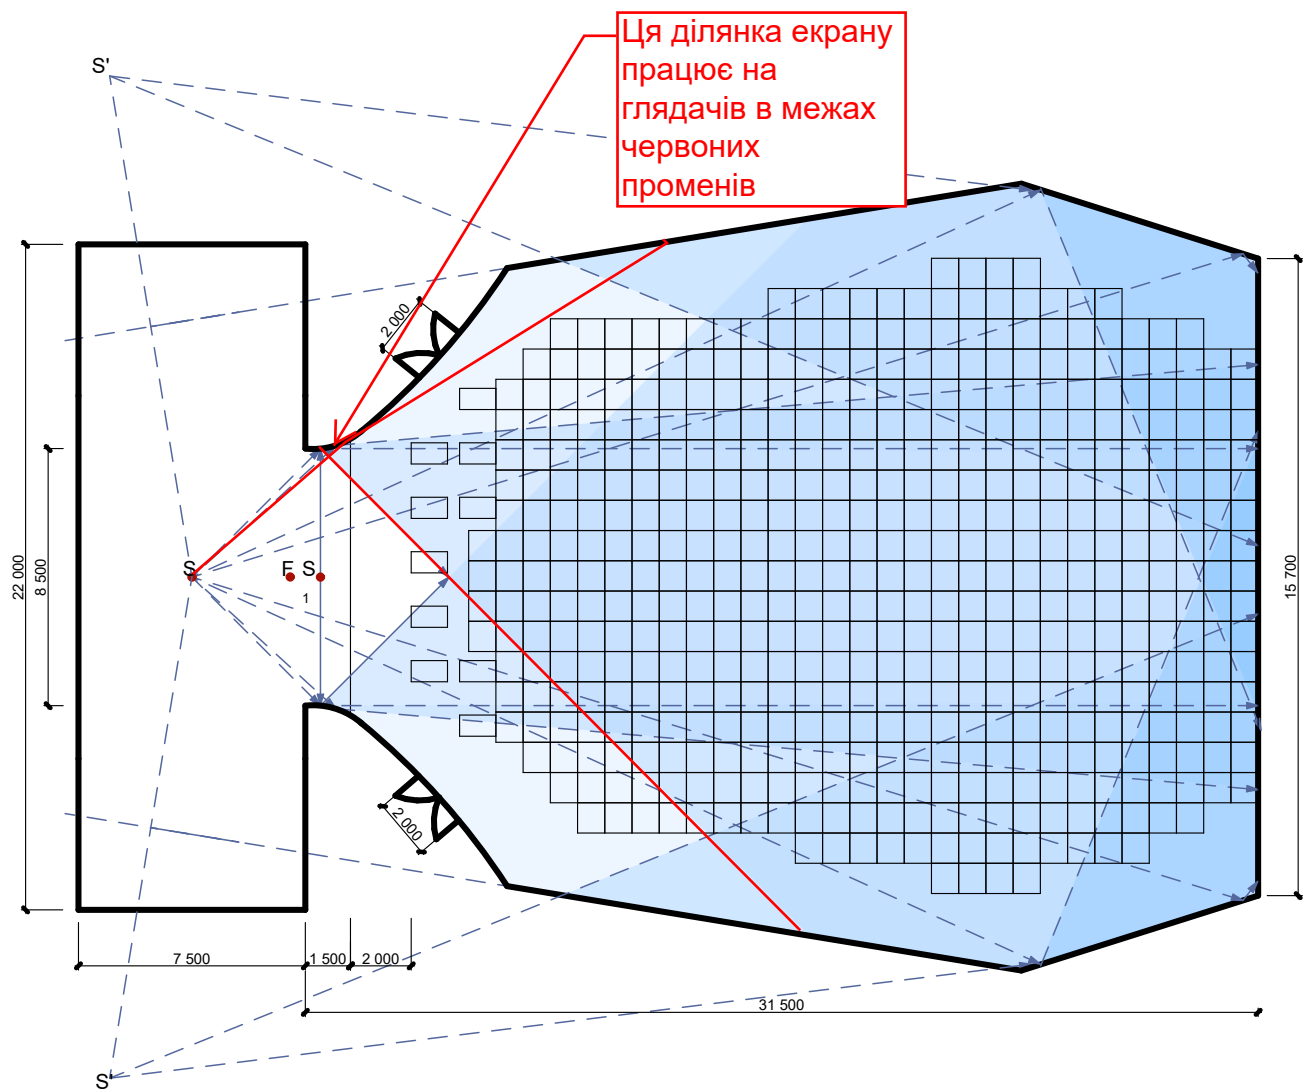 Ця ділянка екрану
працює на
глядачів в межах
червоних
променів
S'
2 000
22 000
8 500
S
F
S
1
15 700
2 000
7 500
1 500
2 000
31 500
S'